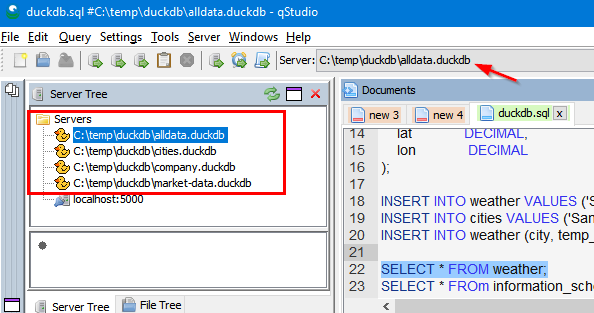 duckdb.sql #C:\temp\duckdb\alldata.duckdb - qStudio
File Edit Query Settings Tools Server Windows Help
Server: C:\temp\duckdb\alldata.duckdb
Server Tree
Servers
C:\temp\duckdb\alldata.duckdb
C:\temp\duckdb\cities.duckdb
C:\temp\duckdb\company.duckdb
C:\temp\duckdb\market-data.duckdb
localhost:5000
Server Tree File Tree
Documents
new 3 new 4 duckdb.sql x
14 lat DECIMAL,
15 lon DECIMAL
16 );
17
18 INSERT INTO weather VALUES ('S
19 INSERT INTO cities VALUES ('San
20 INSERT INTO weather (city, temp_
21
22 SELECT * FROM weather;
23 SELECT * FROm information_sch